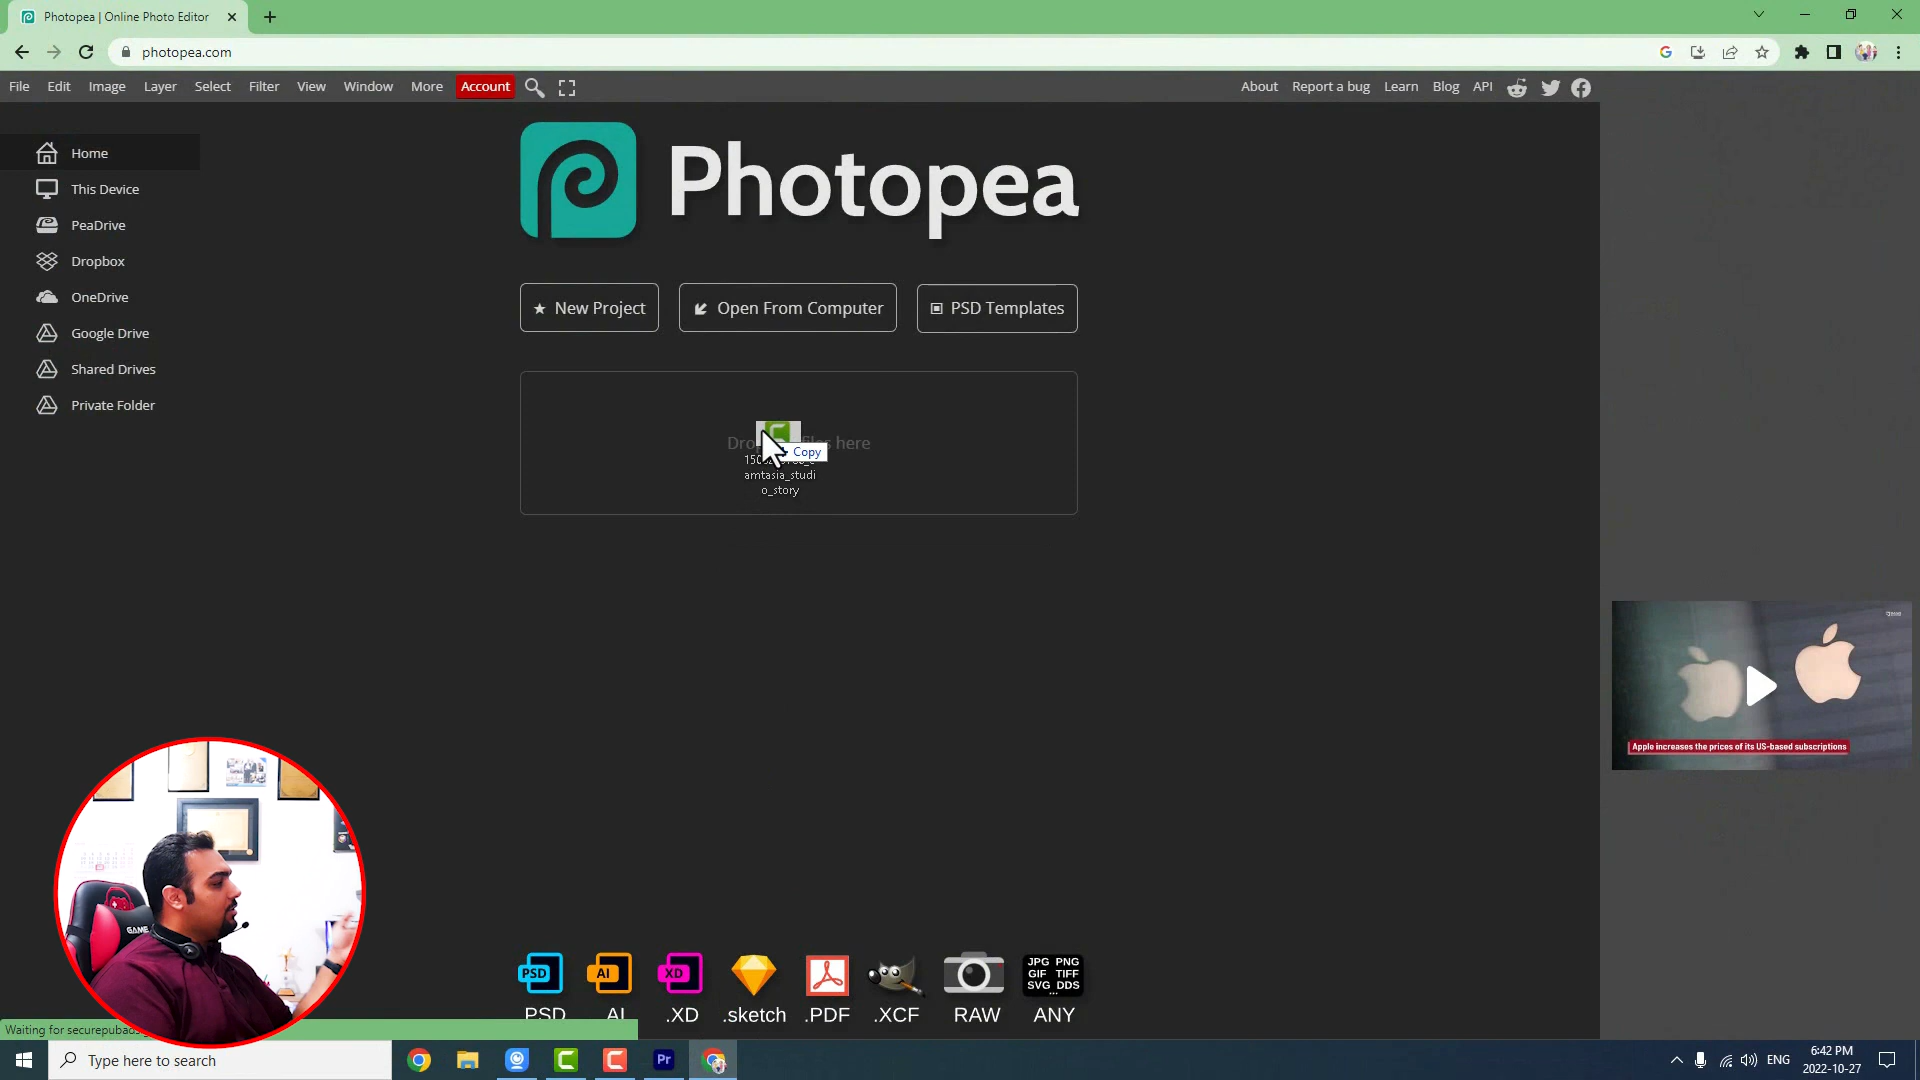 Photopea | Online Photo Editor
photopea.com
File Edit Image Layer Select Filter View Window More Account
About Report a bug Learn Blog API
Home
This Device
PeaDrive
Dropbox
OneDrive
Google Drive
Shared Drives
Private Folder
Photopea
New Project
Open From Computer
PSD Templates
here
Copy
amtasia_studi
o_story
Apple increases the prices of its US-based subscriptions
GAME
PSD
AI
XD
JPG PNG
GIF TIFF
SVG DDS
...
PSD
AI
.XD
.sketch
.PDF
.XCF
RAW
ANY
Waiting for
Type here to search
Pr
ENG
6:42 PM
2022-10-27